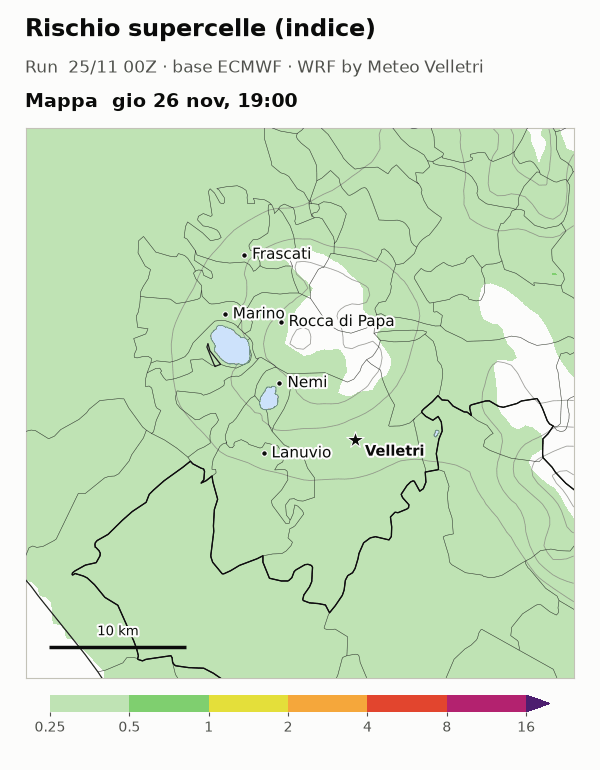 Rischio supercelle (indice)
Run  25/11 00Z · base ECMWF · WRF by Meteo Velletri
Mappa  gio 26 nov, 19:00
Frascati
Marino
Rocca di Papa
Nemi
Velletri
Lanuvio
10 km
0.25 0.5 1 2 4 8 16